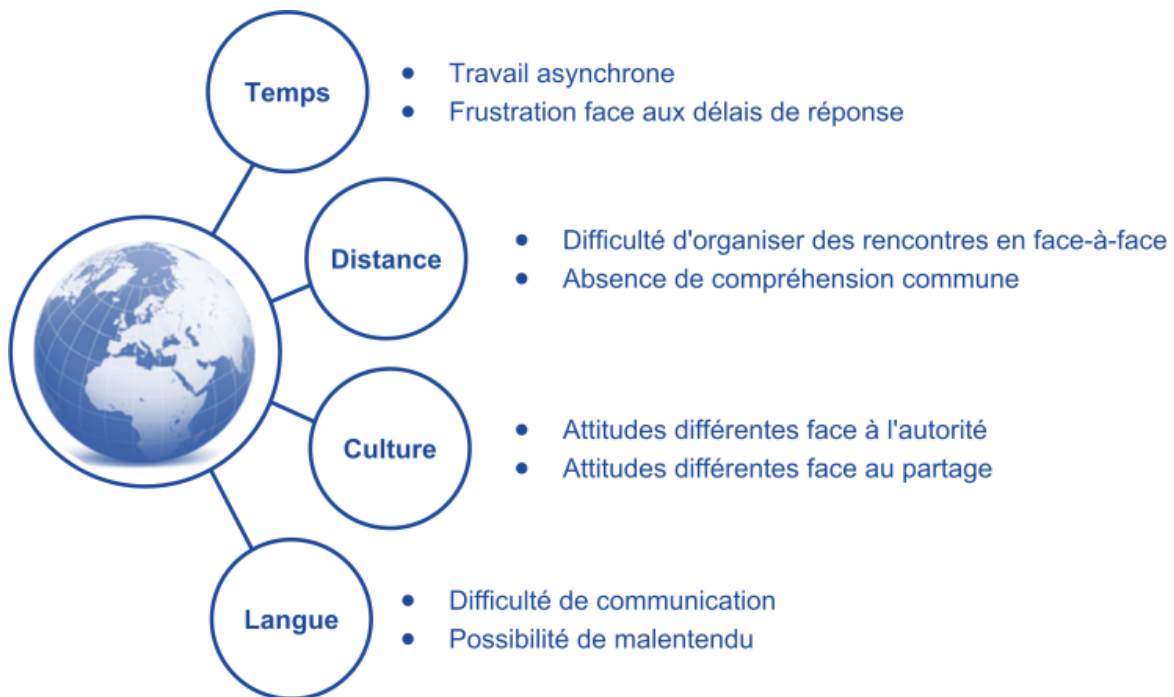 Temps
• Travail asynchrone
• Frustration face aux délais de réponse
Distance
• Difficulté d'organiser des rencontres en face-à-face
• Absence de compréhension commune
Culture
• Attitudes différentes face à l'autorité
• Attitudes différentes face au partage
Langue
• Difficulté de communication
• Possibilité de malentendu